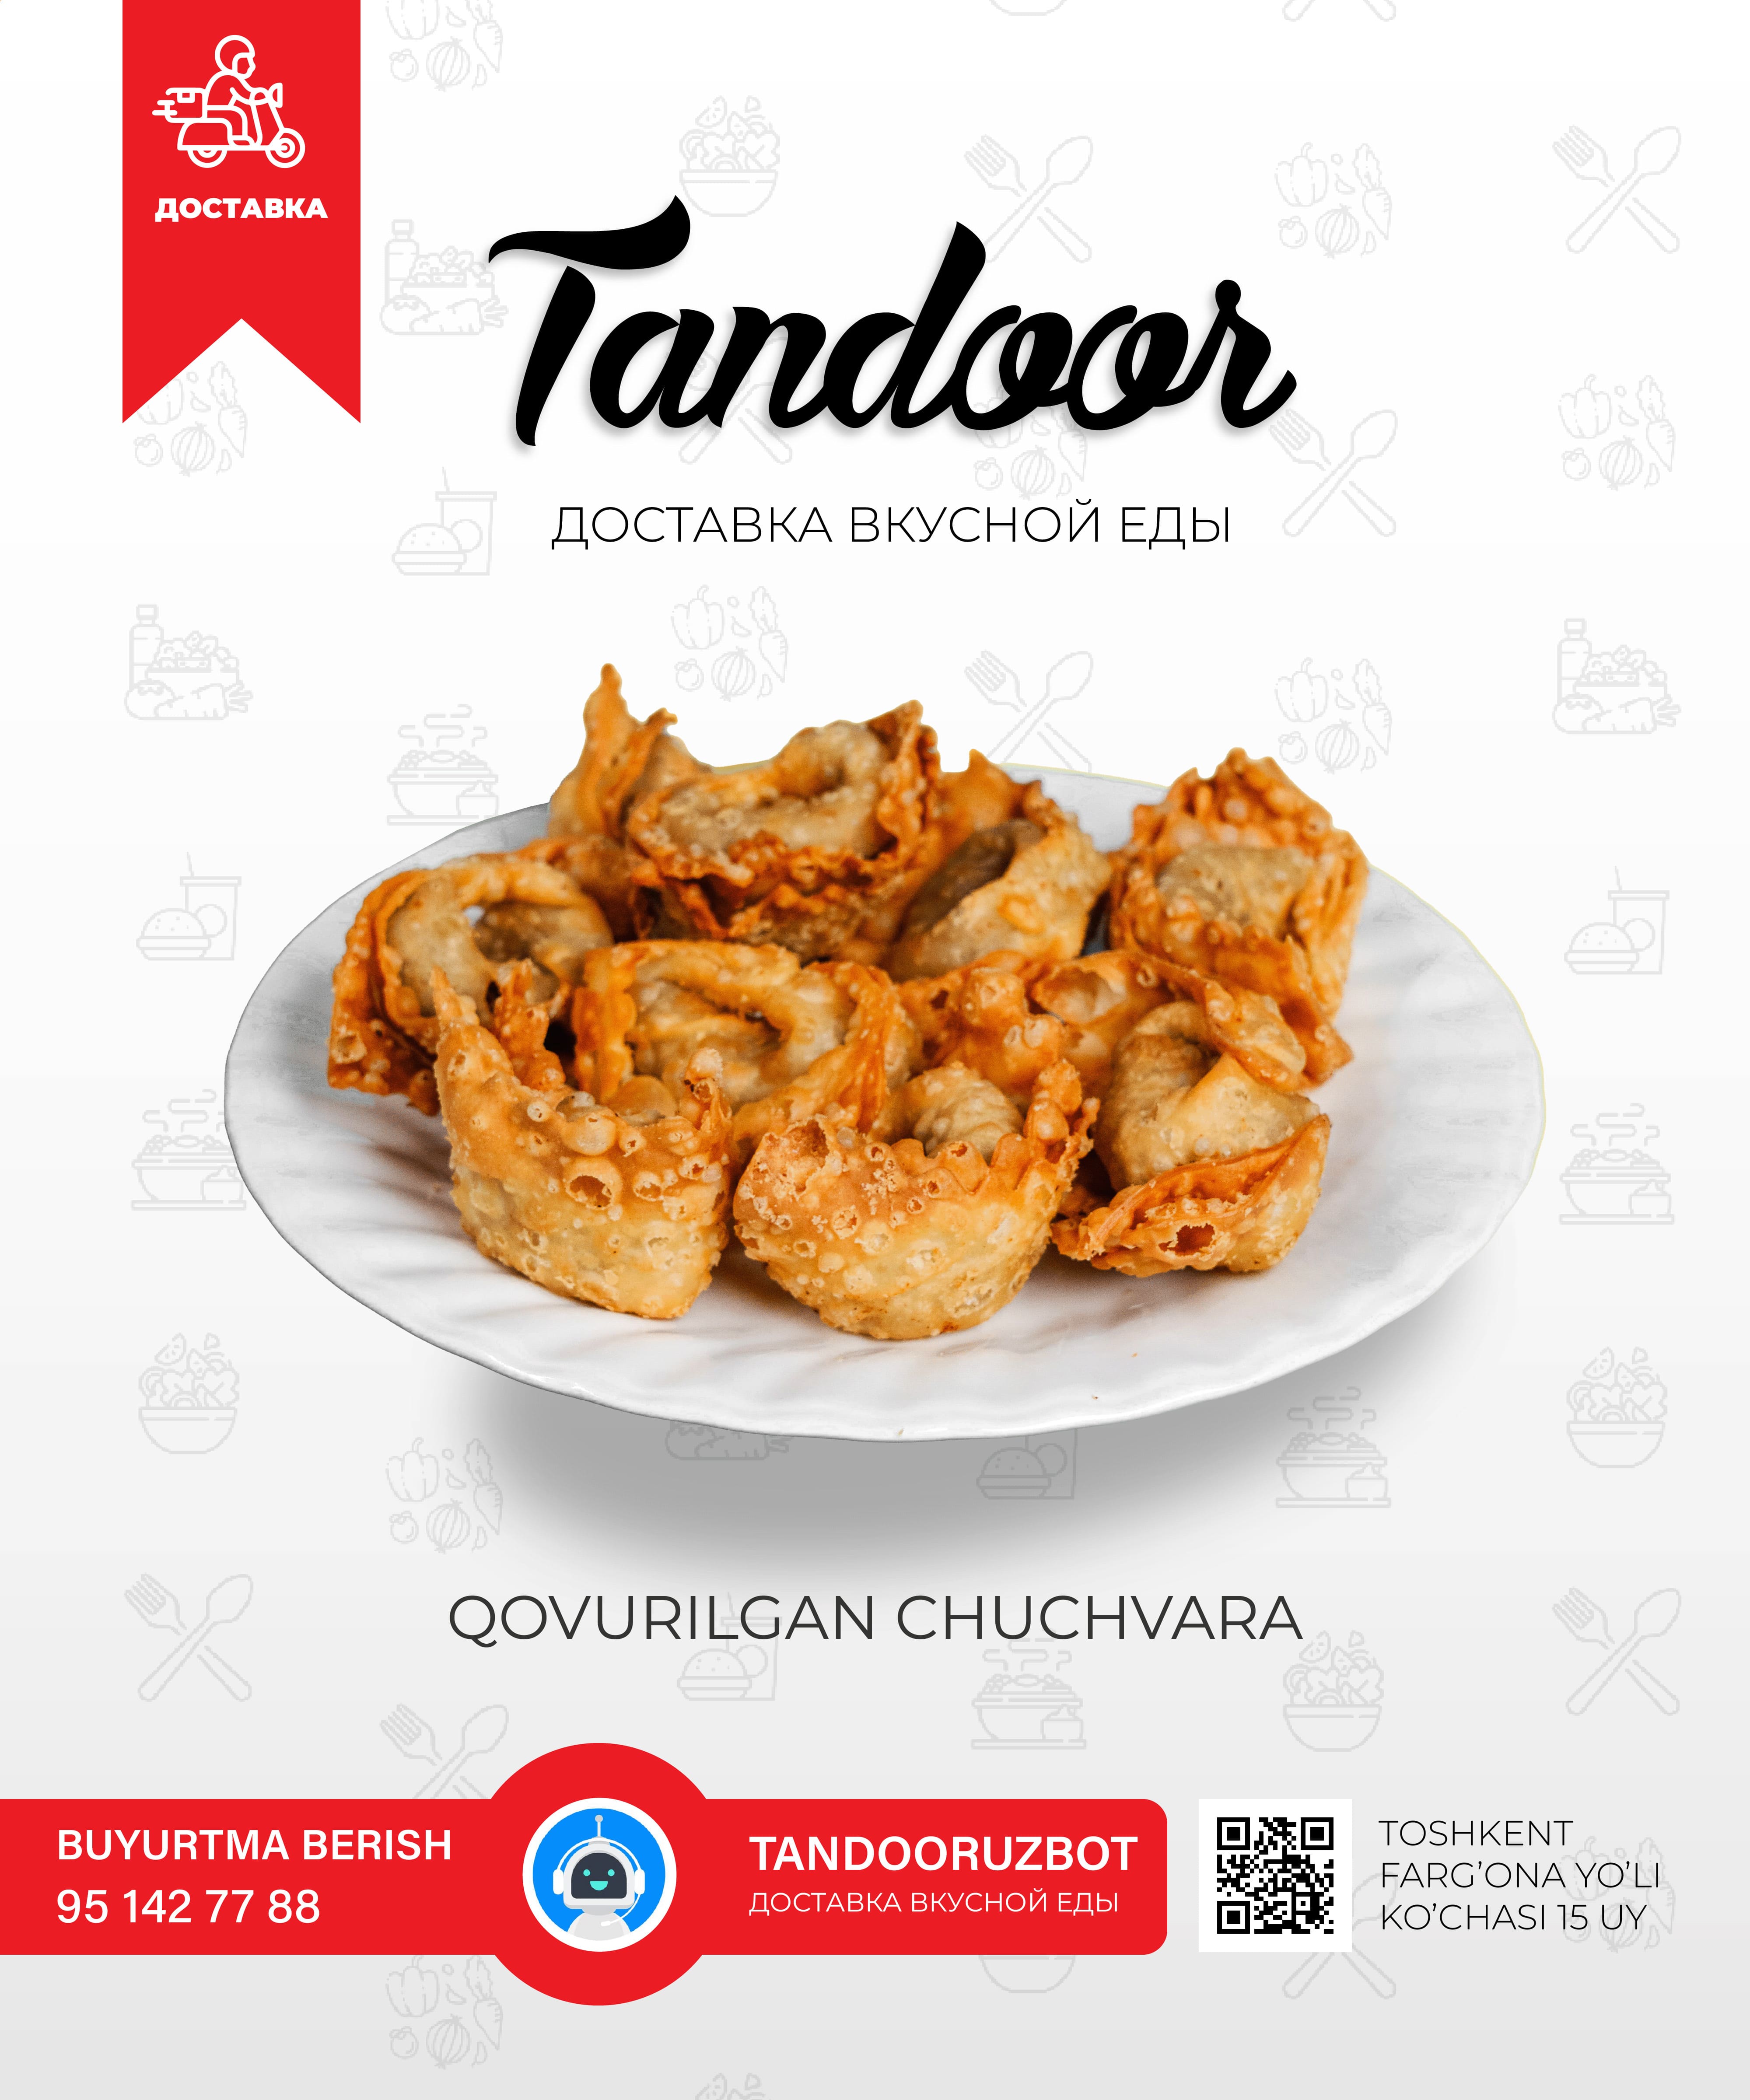 ДОСТАВКА
Tandoor
ДОСТАВКА ВКУСНОЙ ЕДЫ
QOVURILGAN CHUCHVARA
BUYURTMA BERISH
95 142 77 88
TANDOORUZBOT
ДОСТАВКА ВКУСНОЙ ЕДЫ
TOSHKENT
FARG’ONA YO’LI
KO’CHASI 15 UY